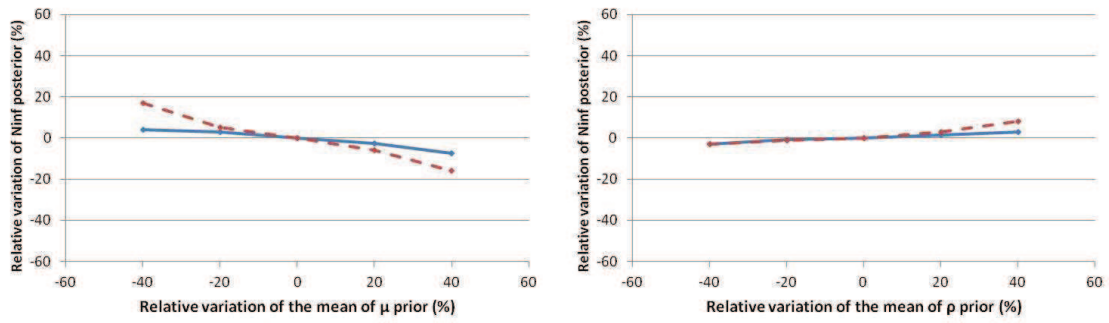 Relative variation of Ninf posterior (%)
60
40
20
0
-20
-40
-60
-60 -40 -20 0 20 40 60
Relative variation of the mean of μ prior (%)
Relative variation of Ninf posterior (%)
60
40
20
0
-20
-40
-60
-60 -40 -20 0 20 40 60
Relative variation of the mean of ρ prior (%)